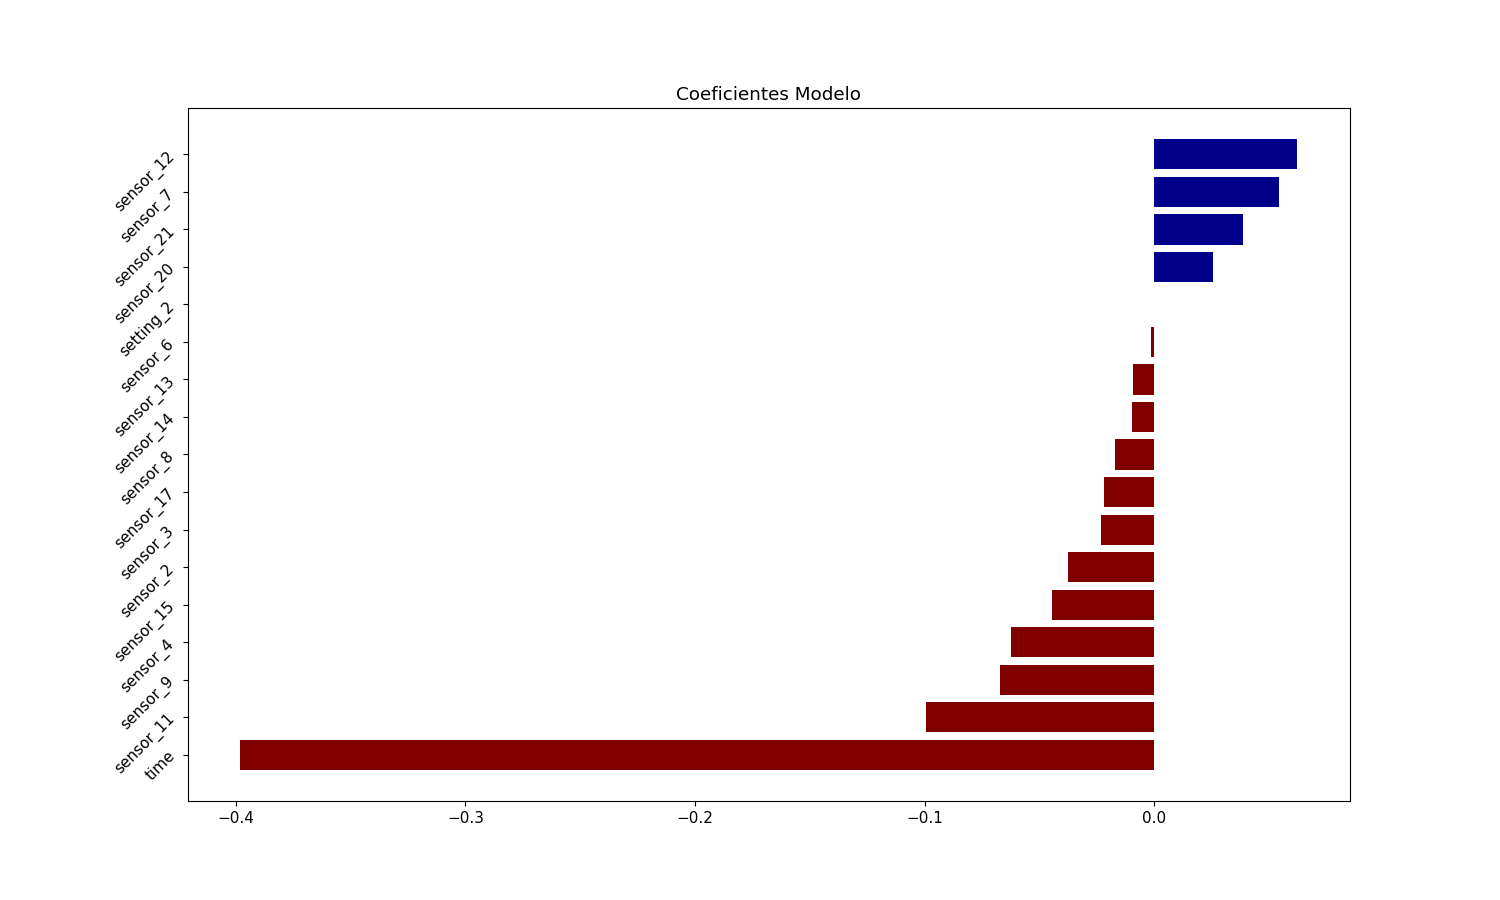 Coeficientes Modelo
sensor_12
sensor_7
sensor_21
sensor_20
setting_2
sensor_6
sensor_13
sensor_14
sensor_8
sensor_17
sensor_3
sensor_2
sensor_15
sensor_4
sensor_9
sensor_11
time
−0.4 −0.3 −0.2 −0.1 0.0